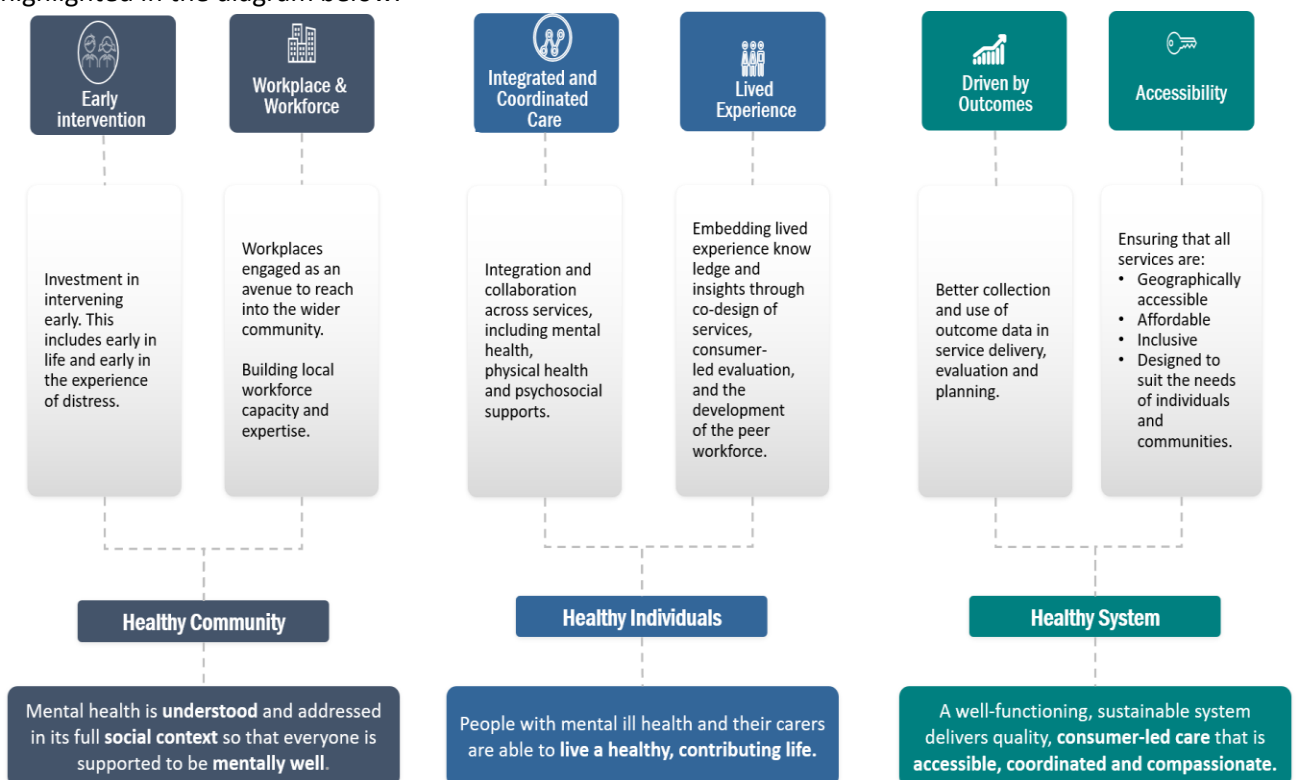 highlighted in the diagram below.
Early
intervention
Workplace &
Workforce
Integrated and
Coordinated
Care
Lived
Experience
Driven by
Outcomes
Accessibility
Investment in
intervening
early. This
includes early in
life and early in
the experience
of distress.
Workplaces
engaged as an
avenue to reach
into the wider
community.
Building local
workforce
capacity and
expertise.
Integration and
collaboration
across services,
including mental
health,
physical health
and psychosocial
supports.
Embedding lived
experience know
ledge and
insights through
co-design of
services,
consumer-
led evaluation,
and the
development
of the peer
workforce.
Better collection
and use of
outcome data in
service delivery,
evaluation and
planning.
Ensuring that all
services are:
• Geographically
accessible
• Affordable
• Inclusive
• Designed to
suit the needs
of individuals
and
communities.
Healthy Community
Healthy Individuals
Healthy System
Mental health is understood and addressed
in its full social context so that everyone is
supported to be mentally well.
People with mental ill health and their carers
are able to live a healthy, contributing life.
A well-functioning, sustainable system
delivers quality, consumer-led care that is
accessible, coordinated and compassionate.